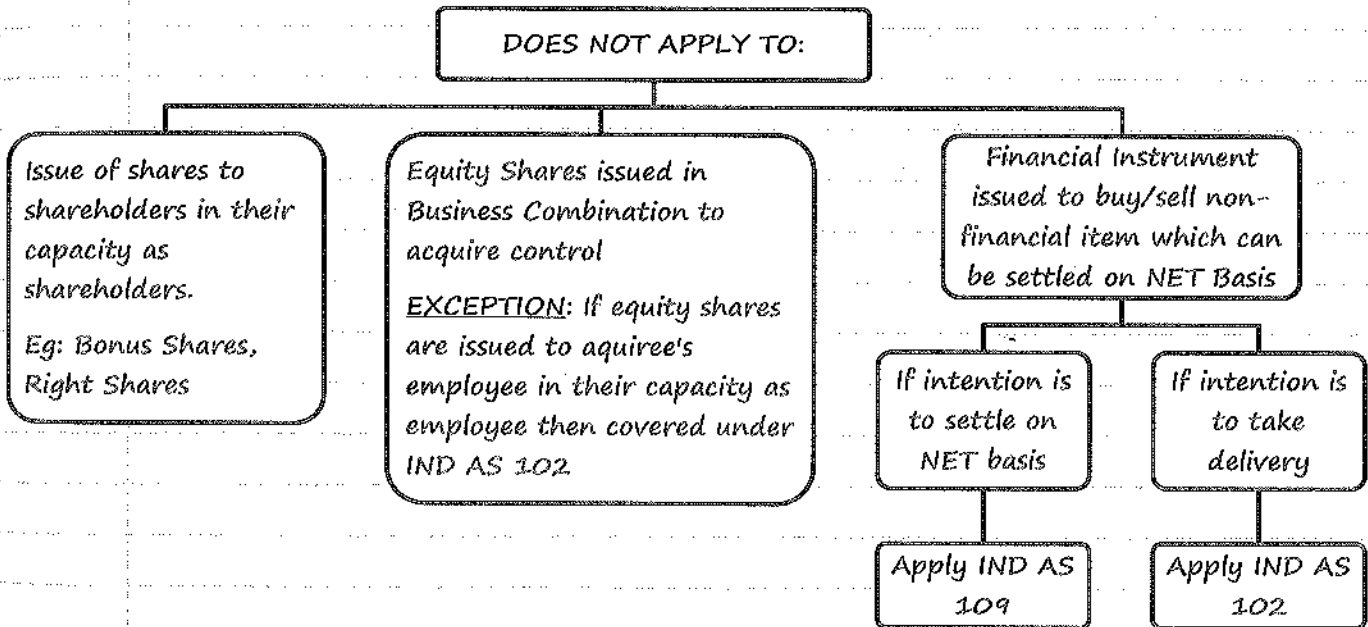 DOES NOT APPLY TO:
Issue of shares to
shareholders in their
capacity as
shareholders.
Eg: Bonus Shares,
Right Shares
Equity Shares issued in
Business Combination to
acquire control
EXCEPTION: If equity shares
are issued to aquiree's
employee in their capacity as
employee then covered under
IND AS 102
Financial Instrument
issued to buy/sell non-
financial item which can
be settled on NET Basis
If intention is
to settle on
NET basis
If intention is
to take
delivery
Apply IND AS
109
Apply IND AS
102